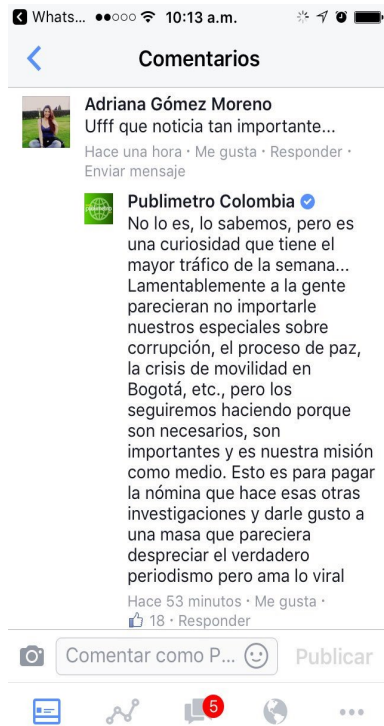 Whats... 10:13 a.m.
Comentarios
Adriana Gómez Moreno
Ufff que noticia tan importante...
Hace una hora · Me gusta · Responder ·
Enviar mensaje
Publimetro Colombia
No lo es, lo sabemos, pero es
una curiosidad que tiene el
mayor tráfico de la semana...
Lamentablemente a la gente
parecieran no importarle
nuestros especiales sobre
corrupción, el proceso de paz,
la crisis de movilidad en
Bogotá, etc., pero los
seguiremos haciendo porque
son necesarios, son
importantes y es nuestra misión
como medio. Esto es para pagar
la nómina que hace esas otras
investigaciones y darle gusto a
una masa que pareciera
despreciar el verdadero
periodismo pero ama lo viral
Hace 53 minutos · Me gusta ·
18 · Responder
Comentar como P... Publicar
5